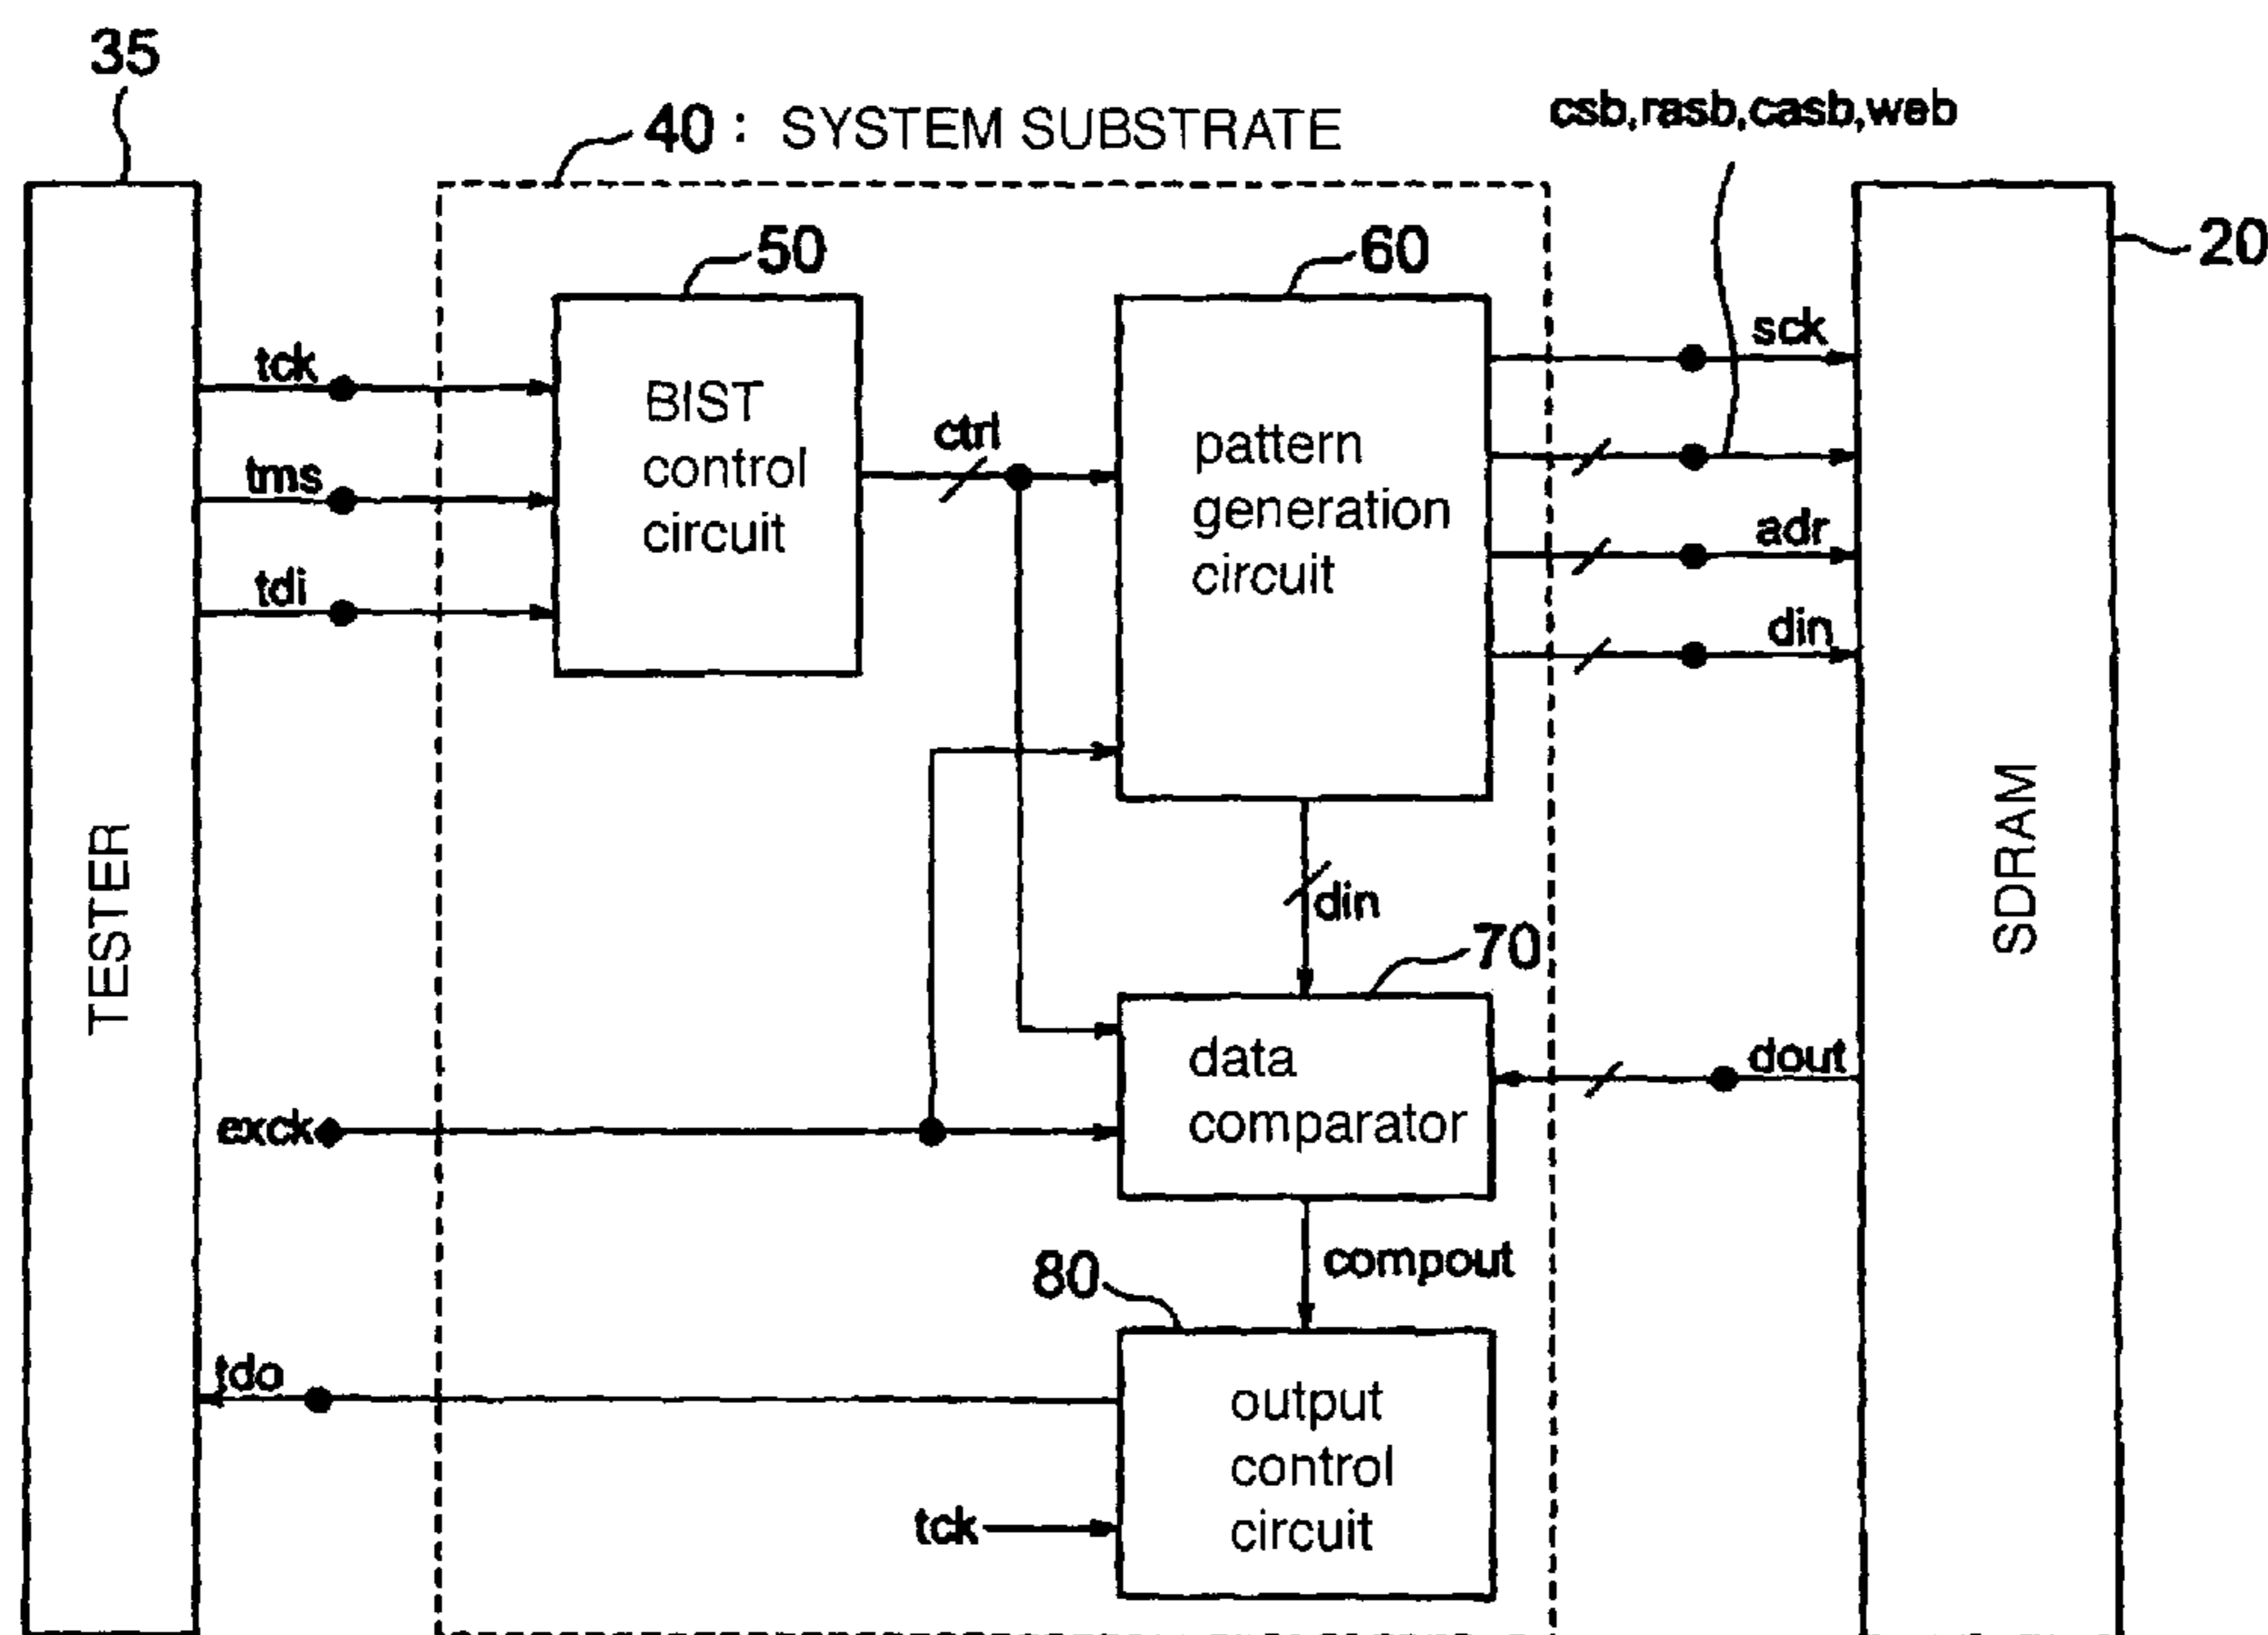 35
40 : SYSTEM SUBSTRATE
csb,rasb,casb,web
50
60
20
tck
tms
tdi
BIST
control
circuit
ctrl
pattern
generation
circuit
sck
adr
din
TESTER
SDRAM
din
70
data
comparator
dout
exck
compout
80
tdo
output
control
circuit
tck